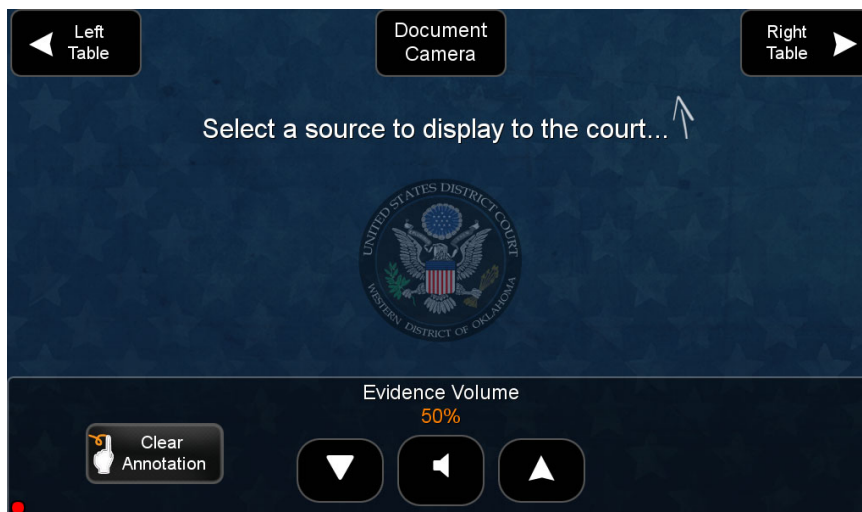 Left
Table
Document
Camera
Right
Table
Select a source to display to the court...
UNITED STATES DISTRICT COURT
WESTERN DISTRICT OF OKLAHOMA
Evidence Volume
50%
Clear
Annotation